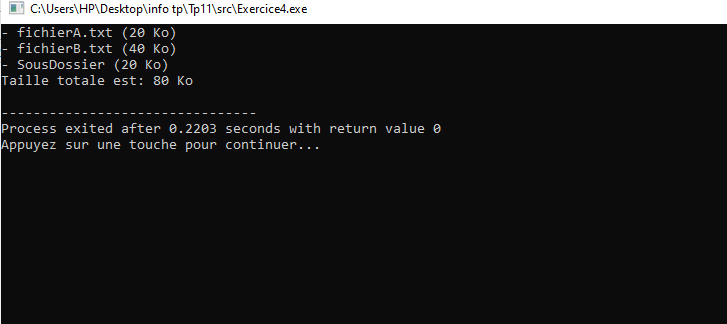 C:\Users\HP\Desktop\info tp\Tp11\src\Exercice4.exe
- fichierA.txt (20 Ko)
- fichierB.txt (40 Ko)
- SousDossier (20 Ko)
Taille totale est: 80 Ko
--------------------------------
Process exited after 0.2203 seconds with return value 0
Appuyez sur une touche pour continuer...